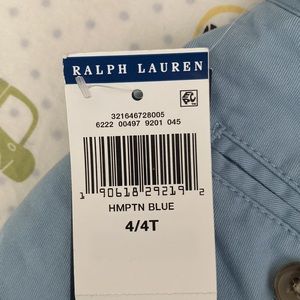 RALPH LAUREN
321646728005
6222 00497 9201 045
1 90618 29219 2
HMPTN BLUE
4/4T